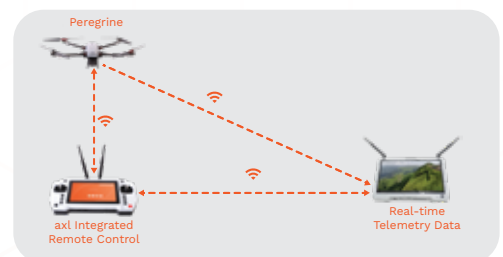 Peregrine
axl Integrated
Remote Control
Real-time
Telemetry Data